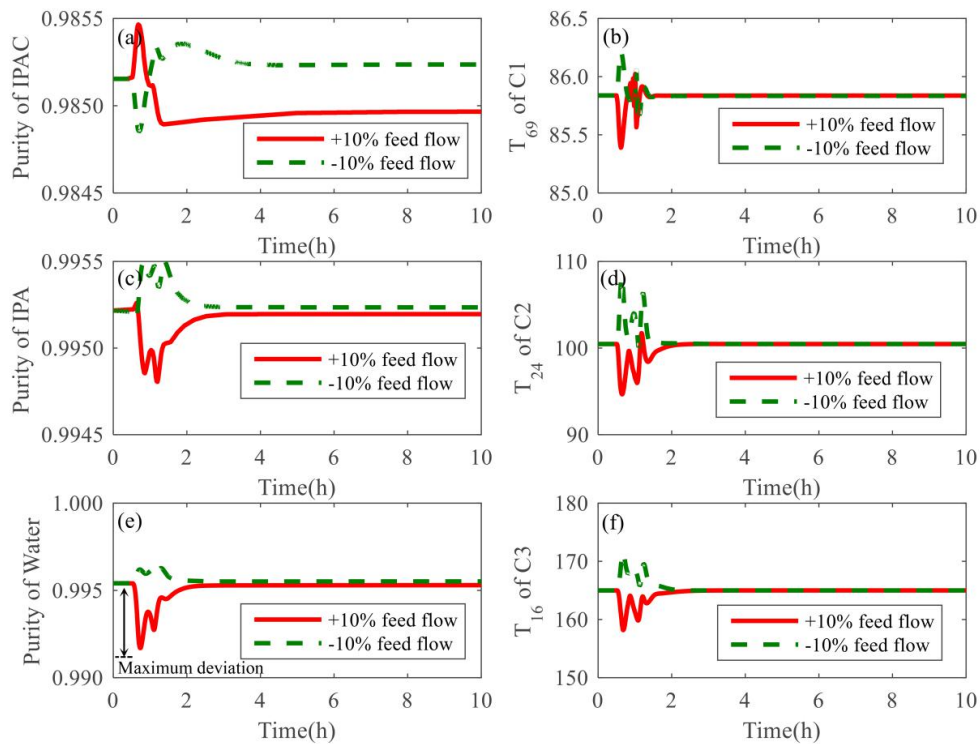 (a)
Purity of IPAC
0.9855
0.9850
0.9845
+10% feed flow
-10% feed flow
0 2 4 6 8 10
Time(h)
(b)
T69 of C1
86.5
86.0
85.5
85.0
+10% feed flow
-10% feed flow
0 2 4 6 8 10
Time(h)
(c)
Purity of IPA
0.9955
0.9950
0.9945
+10% feed flow
-10% feed flow
0 2 4 6 8 10
Time(h)
(d)
T24 of C2
110
100
90
+10% feed flow
-10% feed flow
0 2 4 6 8 10
Time(h)
(e)
Purity of Water
1.000
0.995
0.990
Maximum deviation
+10% feed flow
-10% feed flow
0 2 4 6 8 10
Time(h)
(f)
T16 of C3
180
170
160
150
+10% feed flow
-10% feed flow
0 2 4 6 8 10
Time(h)